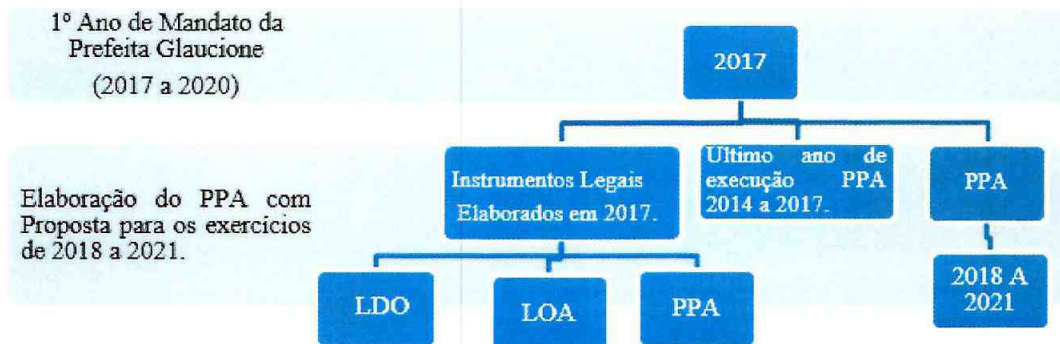 1º Ano de Mandato da
Prefeita Glaucione
(2017 a 2020)
2017
Elaboração do PPA com
Proposta para os exercícios
de 2018 a 2021.
Instrumentos Legais
Elaborados em 2017.
Ultimo ano de
execução PPA
2014 a 2017.
PPA
LDO
LOA
PPA
2018 A
2021